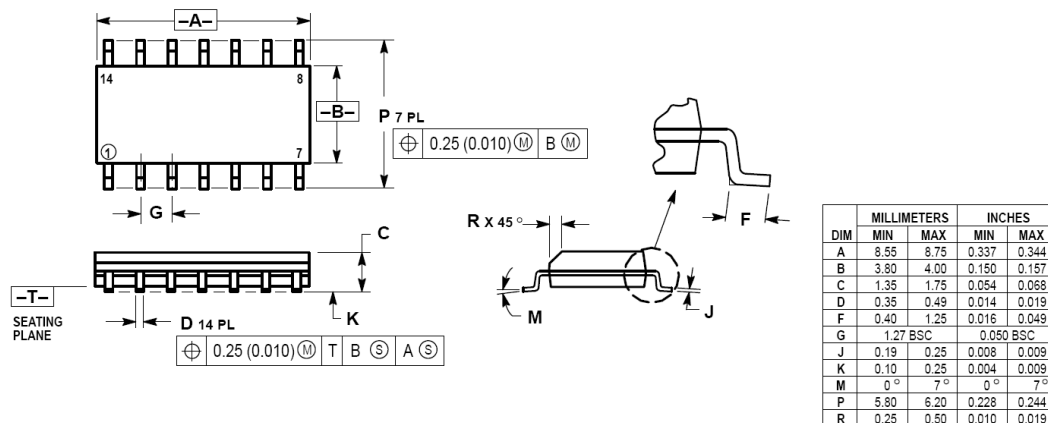 –A–
14
8
–B–
P 7 PL
⌖ 0.25 (0.010) Ⓜ B Ⓜ
1
7
G
C
R X 45°
F
–T–
SEATING
PLANE
D 14 PL
K
M
J
⌖ 0.25 (0.010) Ⓜ T B Ⓢ A Ⓢ
MILLIMETERS INCHES
DIM MIN MAX MIN MAX
A 8.55 8.75 0.337 0.344
B 3.80 4.00 0.150 0.157
C 1.35 1.75 0.054 0.068
D 0.35 0.49 0.014 0.019
F 0.40 1.25 0.016 0.049
G 1.27 BSC 0.050 BSC
J 0.19 0.25 0.008 0.009
K 0.10 0.25 0.004 0.009
M 0° 7° 0° 7°
P 5.80 6.20 0.228 0.244
R 0.25 0.50 0.010 0.019